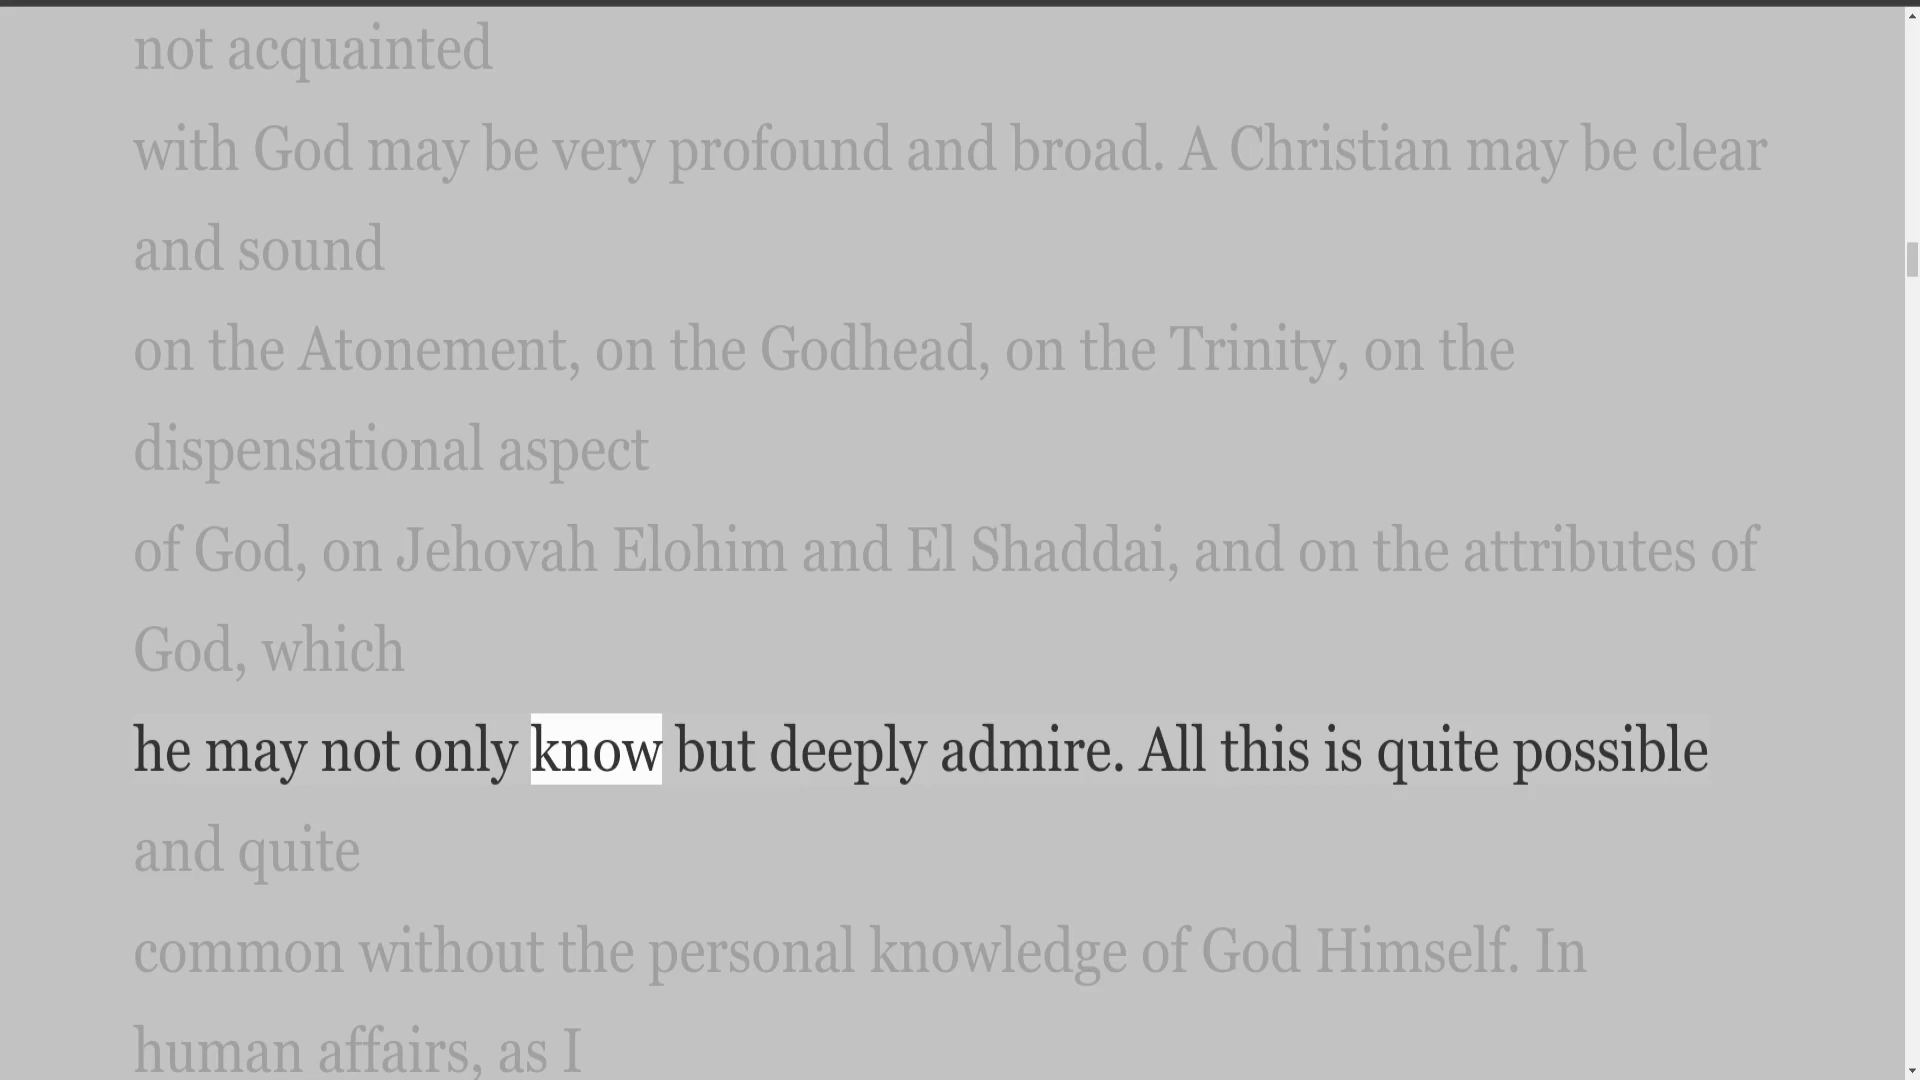 not acquainted
with God may be very profound and broad. A Christian may be clear
and sound
on the Atonement, on the Godhead, on the Trinity, on the
dispensational aspect
of God, on Jehovah Elohim and El Shaddai, and on the attributes of
God, which
he may not only know but deeply admire. All this is quite possible
and quite
common without the personal knowledge of God Himself. In
human affairs, as I